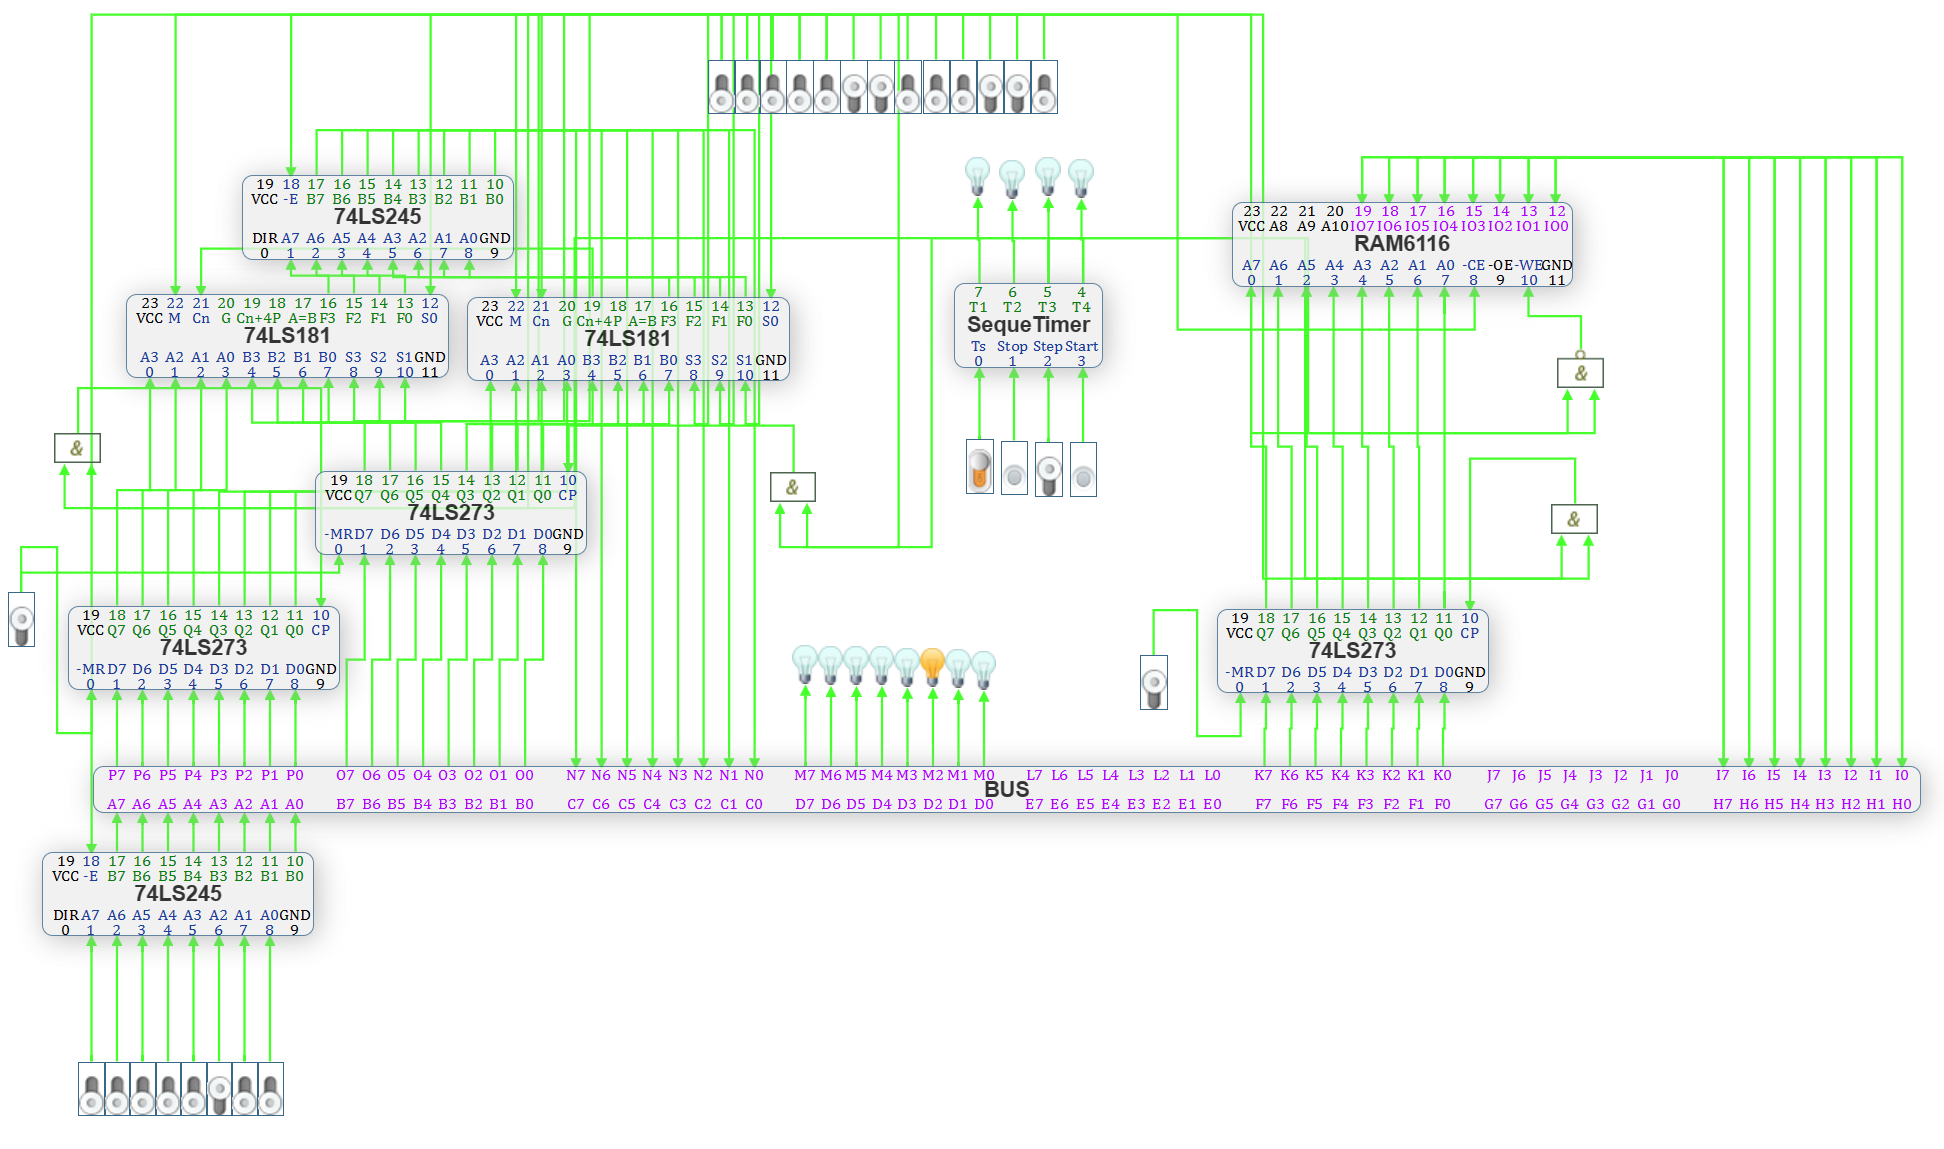 19 18 17 16 15 14 13 12 11 10
VCC -E B7 B6 B5 B4 B3 B2 B1 B0
74LS245
DIR A7 A6 A5 A4 A3 A2 A1 A0 GND
0 1 2 3 4 5 6 7 8 9
23 22 21 20 19 18 17 16 15 14 13 12
VCC A8 A9 A10 IO7 IO6 IO5 IO4 IO3 IO2 IO1 IO0
RAM6116
A7 A6 A5 A4 A3 A2 A1 A0 -CE -OE -WE GND
0 1 2 3 4 5 6 7 8 9 10 11
23 22 21 20 19 18 17 16 15 14 13 12
VCC M Cn G Cn+4 P A=B F3 F2 F1 F0 S0
74LS181
A3 A2 A1 A0 B3 B2 B1 B0 S3 S2 S1 GND
0 1 2 3 4 5 6 7 8 9 10 11
23 22 21 20 19 18 17 16 15 14 13 12
VCC M Cn G Cn+4 P A=B F3 F2 F1 F0 S0
74LS181
A3 A2 A1 A0 B3 B2 B1 B0 S3 S2 S1 GND
0 1 2 3 4 5 6 7 8 9 10 11
7 6 5 4
T1 T2 T3 T4
SequeTimer
Ts Stop Step Start
0 1 2 3
&
&
&
&
19 18 17 16 15 14 13 12 11 10
VCC Q7 Q6 Q5 Q4 Q3 Q2 Q1 Q0 CP
74LS273
-MR D7 D6 D5 D4 D3 D2 D1 D0 GND
0 1 2 3 4 5 6 7 8 9
19 18 17 16 15 14 13 12 11 10
VCC Q7 Q6 Q5 Q4 Q3 Q2 Q1 Q0 CP
74LS273
-MR D7 D6 D5 D4 D3 D2 D1 D0 GND
0 1 2 3 4 5 6 7 8 9
19 18 17 16 15 14 13 12 11 10
VCC Q7 Q6 Q5 Q4 Q3 Q2 Q1 Q0 CP
74LS273
-MR D7 D6 D5 D4 D3 D2 D1 D0 GND
0 1 2 3 4 5 6 7 8 9
P7 P6 P5 P4 P3 P2 P1 P0 O7 O6 O5 O4 O3 O2 O1 O0 N7 N6 N5 N4 N3 N2 N1 N0 M7 M6 M5 M4 M3 M2 M1 M0 L7 L6 L5 L4 L3 L2 L1 L0 K7 K6 K5 K4 K3 K2 K1 K0 J7 J6 J5 J4 J3 J2 J1 J0 I7 I6 I5 I4 I3 I2 I1 I0
BUS
A7 A6 A5 A4 A3 A2 A1 A0 B7 B6 B5 B4 B3 B2 B1 B0 C7 C6 C5 C4 C3 C2 C1 C0 D7 D6 D5 D4 D3 D2 D1 D0 E7 E6 E5 E4 E3 E2 E1 E0 F7 F6 F5 F4 F3 F2 F1 F0 G7 G6 G5 G4 G3 G2 G1 G0 H7 H6 H5 H4 H3 H2 H1 H0
19 18 17 16 15 14 13 12 11 10
VCC -E B7 B6 B5 B4 B3 B2 B1 B0
74LS245
DIR A7 A6 A5 A4 A3 A2 A1 A0 GND
0 1 2 3 4 5 6 7 8 9